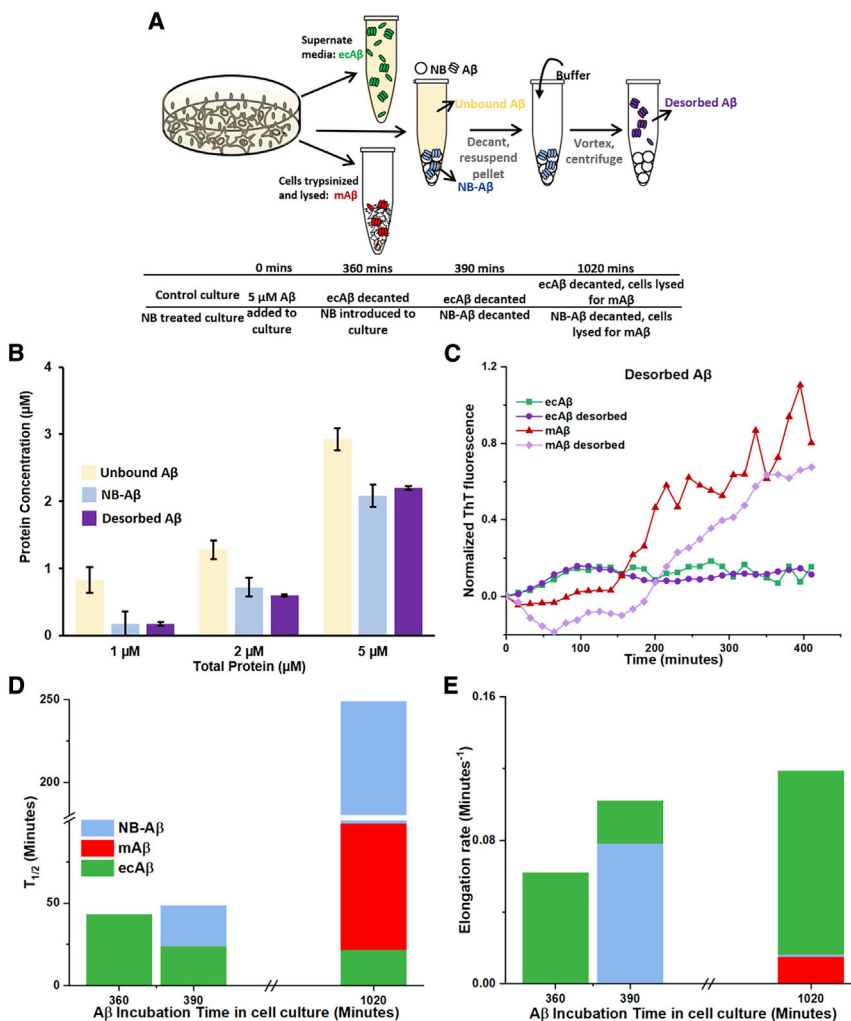 A
Supernate
media: ecAβ
NB Aβ
Unbound Aβ
Buffer
Desorbed Aβ
Decant,
resuspend
pellet
Vortex,
centrifuge
NB-Aβ
Cells trypsinized
and lysed: mAβ
0 mins 360 mins 390 mins 1020 mins
Control culture 5 μM Aβ added to culture ecAβ decanted ecAβ decanted ecAβ decanted, cells lysed for mAβ
NB treated culture NB introduced to culture NB-Aβ decanted NB-Aβ decanted, cells lysed for mAβ
B
Protein Concentration (μM)
4
3
2
1
0
Unbound Aβ
NB-Aβ
Desorbed Aβ
1 μM 2 μM 5 μM
Total Protein (μM)
C
Desorbed Aβ
Normalized ThT fluorescence
1.2
0.8
0.4
0.0
ecAβ
ecAβ desorbed
mAβ
mAβ desorbed
0 100 200 300 400
Time (minutes)
D
T1/2 (Minutes)
250
200
100
50
0
NB-Aβ
mAβ
ecAβ
360 390 1020
Aβ Incubation Time in cell culture (Minutes)
E
Elongation rate (Minutes-1)
0.16
0.08
0.00
360 390 1020
Aβ Incubation Time in cell culture (Minutes)